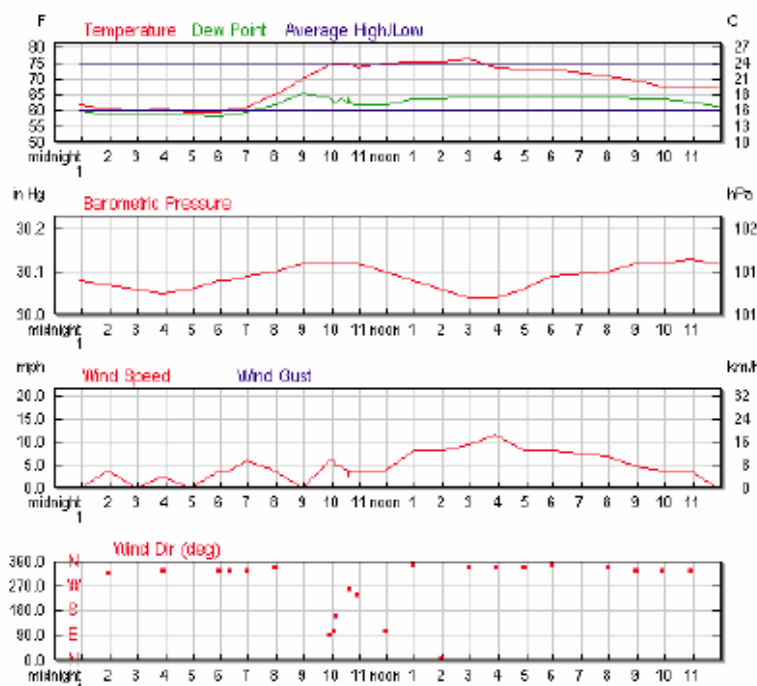 F C
Temperature Dew Point Average High/Low
80 27
75 24
70 21
65 18
60 16
55 13
50 10
midnight 1 2 3 4 5 6 7 8 9 10 11 noon 1 2 3 4 5 6 7 8 9 10 11
in Hg hPa
Barometric Pressure
30.2 102
30.1 101
30.0 101
midnight 1 2 3 4 5 6 7 8 9 10 11 noon 1 2 3 4 5 6 7 8 9 10 11
mph km/h
Wind Speed Wind Gust
20.0 32
15.0 24
10.0 16
5.0 8
0.0 0
midnight 1 2 3 4 5 6 7 8 9 10 11 noon 1 2 3 4 5 6 7 8 9 10 11
Wind Dir (deg)
360.0 N
270.0 W
180.0 S
90.0 E
0.0 N
midnight 1 2 3 4 5 6 7 8 9 10 11 noon 1 2 3 4 5 6 7 8 9 10 11